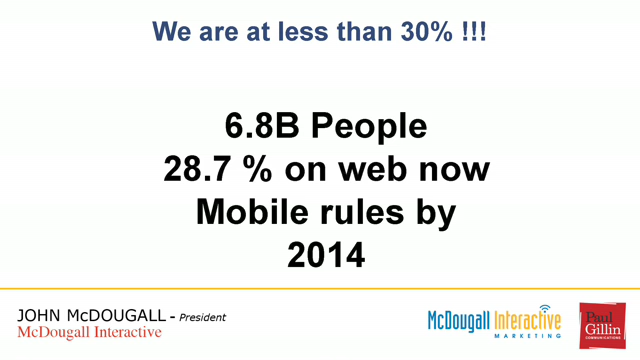 We are at less than 30% !!!
6.8B People
28.7 % on web now
Mobile rules by
2014
JOHN McDOUGALL - President
McDougall Interactive
McDougall Interactive
MARKETING
Paul
Gillin
COMMUNICATIONS